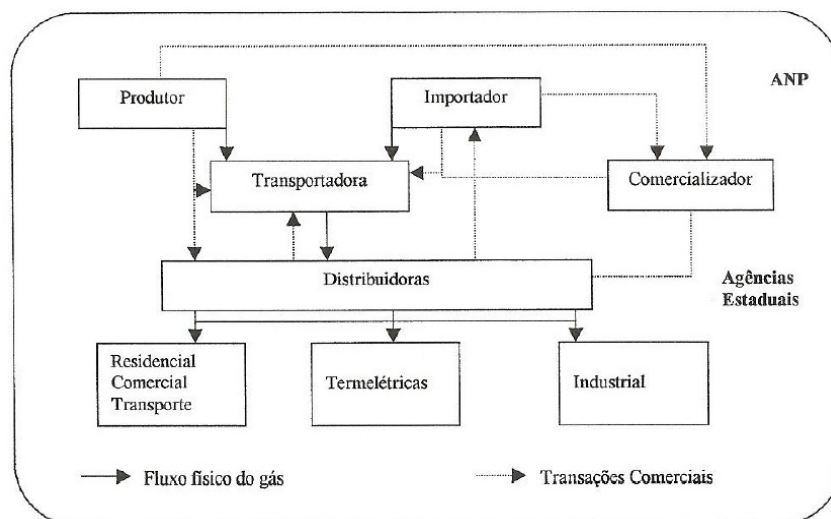 ANP
Produtor
Importador
Transportadora
Comercializador
Distribuidoras
Agências
Estaduais
Residencial
Comercial
Transporte
Termelétricas
Industrial
Fluxo físico do gás
Transações Comerciais